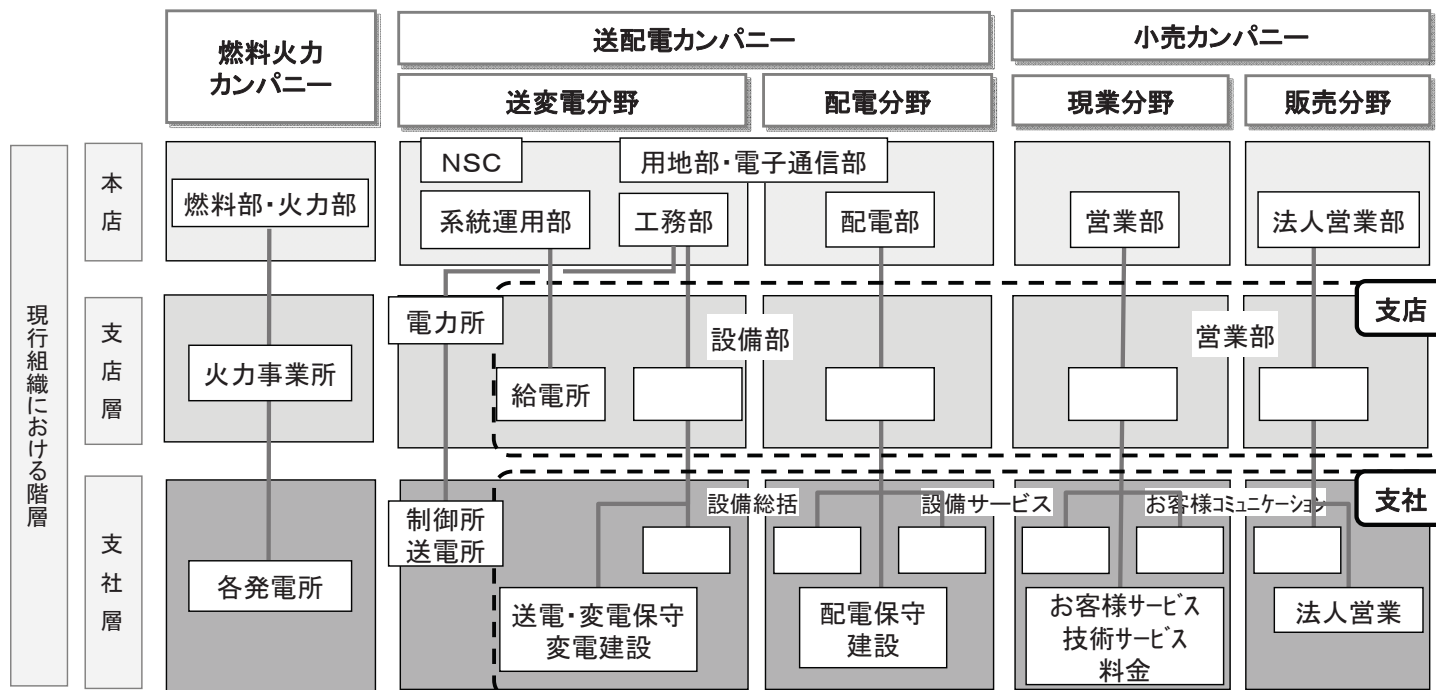 燃料火力
カンパニー
送配電カンパニー
小売カンパニー
送変電分野
配電分野
現業分野
販売分野
現行組織における階層
本店
燃料部・火力部
NSC
用地部・電子通信部
系統運用部
工務部
配電部
営業部
法人営業部
支店層
火力事業所
電力所
設備部
給電所
営業部
支店
支社層
各発電所
制御所
送電所
設備総括
設備サービス
お客様コミュニケーション
支社
送電・変電保守
変電建設
配電保守
建設
お客様サービス
技術サービス
料金
法人営業